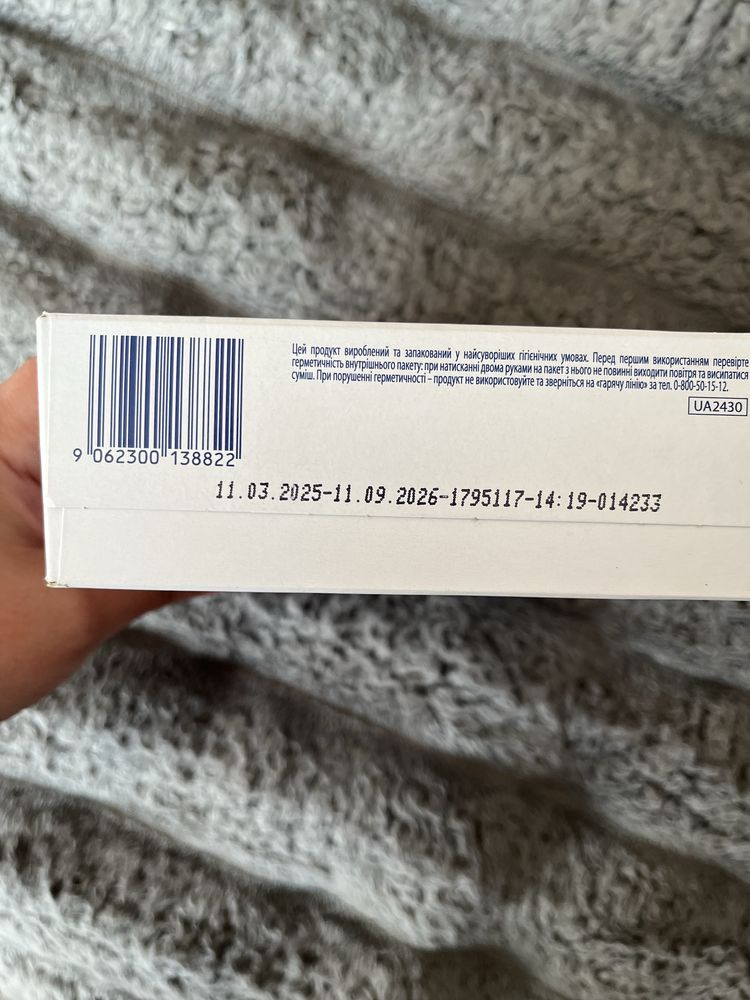 Цей продукт вироблений та запакований у найсуворіших гігієнічних умовах. Перед першим використанням перевірте
герметичність внутрішнього пакету: при натисканні двома руками на пакет з нього не повинні виходити повітря та висипатися
суміш. При порушенні герметичності – продукт не використовуйте та зверніться на «гарячу лінію» за тел. 0-800-50-15-12.
UA2430
9 062300 138822
11.03.2025-11.09.2026-1795117-14:19-014233